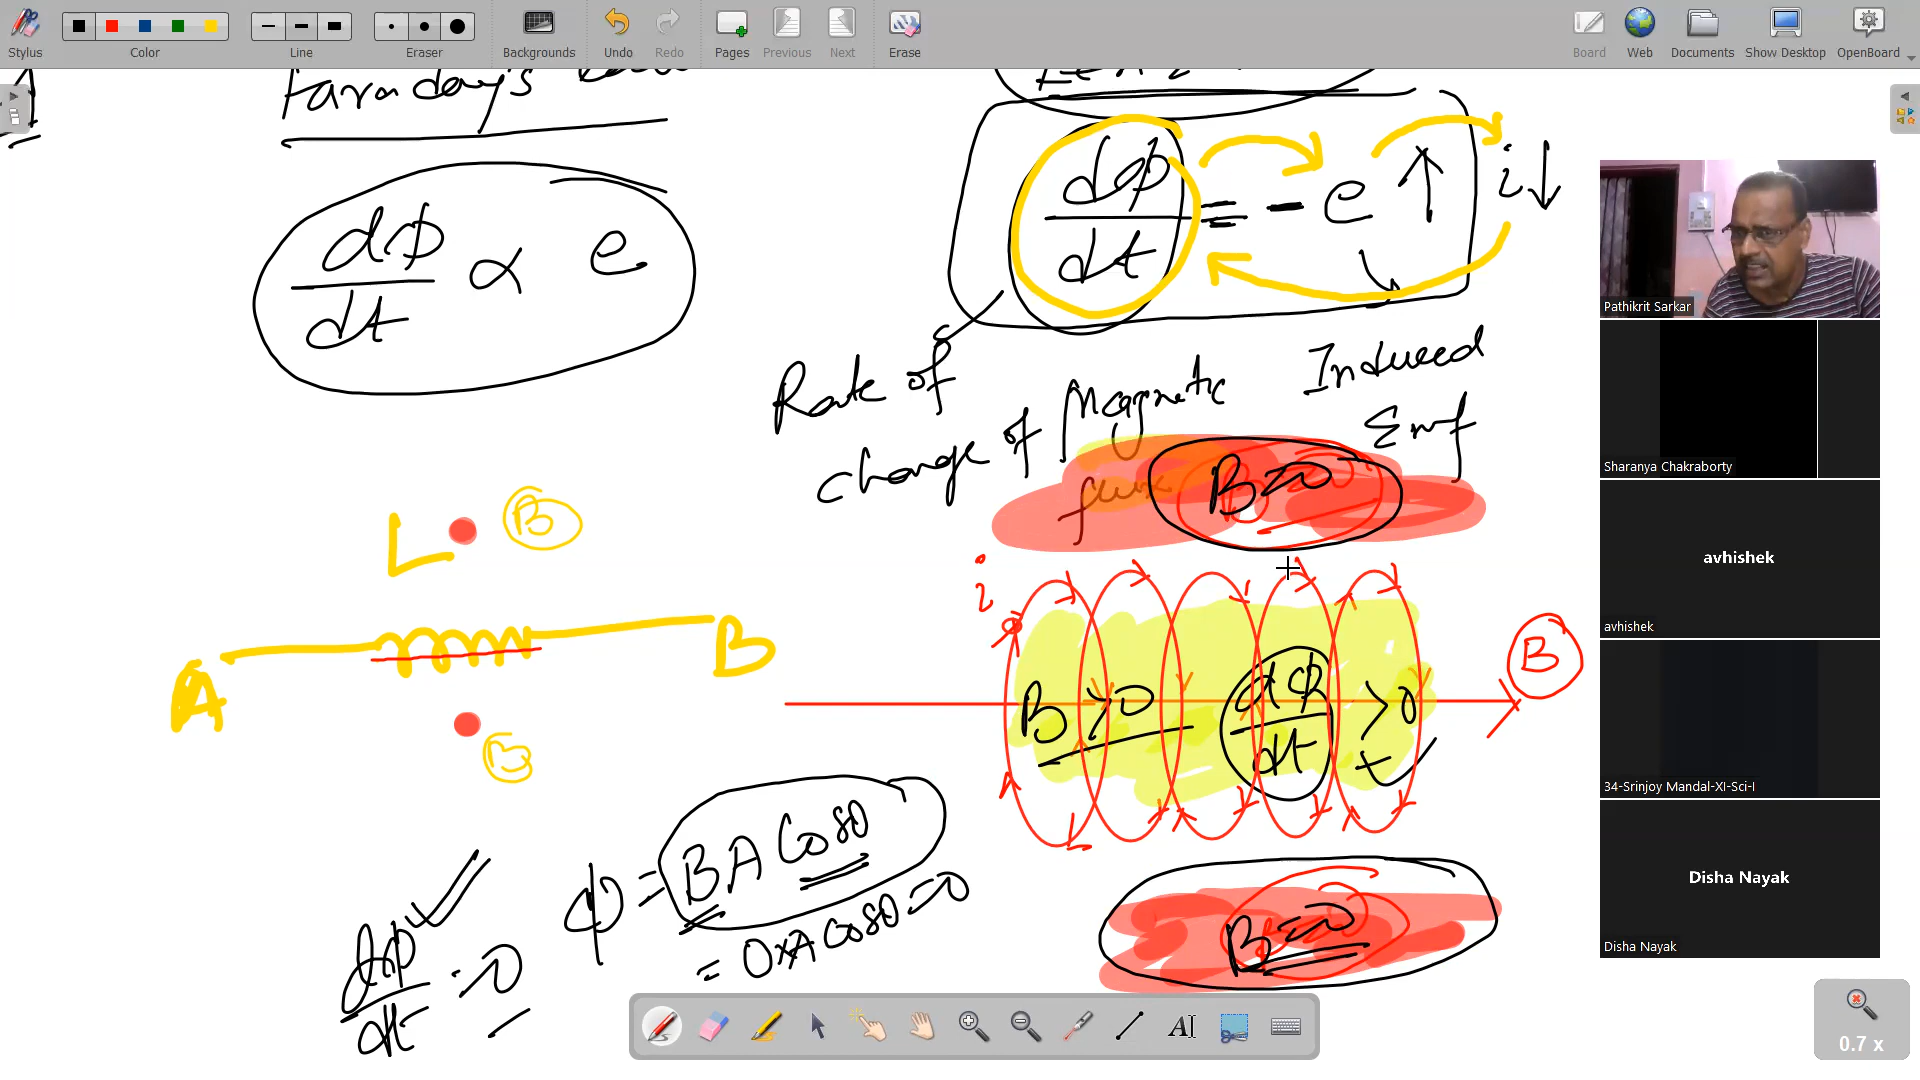 Stylus
Color
Line
Eraser
Backgrounds
Undo
Redo
Pages
Previous
Next
Erase
Board
Web
Documents
Show Desktop
OpenBoard
Faraday's
dϕ/dt ∝ e
dϕ/dt = - e ↑ i ↓
Rate of
change of Magnetic
flux
Induced
Emf
B=0
L
B
A
B
B
i
B >0
dϕ/dt >0
t
B
B=0
ϕ = BA Cosθ
= 0xA Cosθ = 0
dϕ/dt = 0
Pathikrit Sarkar
Sharanya Chakraborty
avhishek
avhishek
34-Srinjoy Mandal-XI-Sci-I
Disha Nayak
Disha Nayak
0.7 x